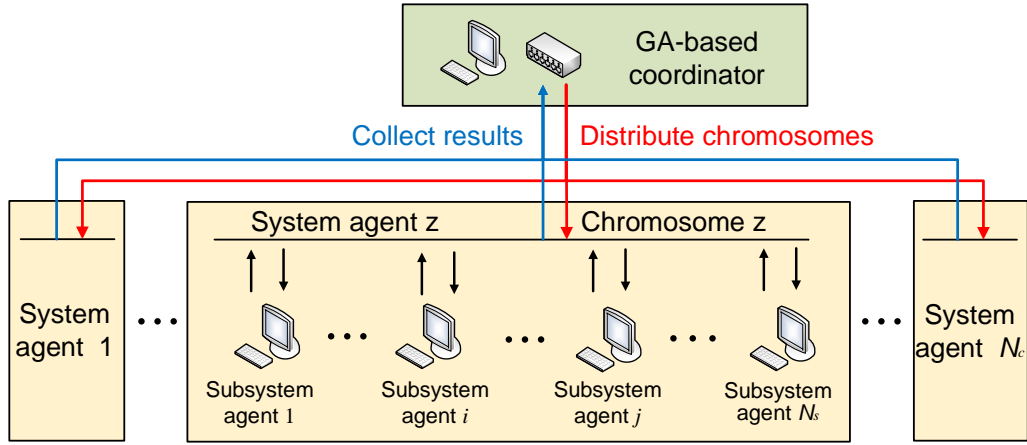 GA-based
coordinator
Collect results
Distribute chromosomes
System agent z
Chromosome z
System
agent 1
Subsystem
agent 1
Subsystem
agent i
Subsystem
agent j
Subsystem
agent Ns
System
agent Nc